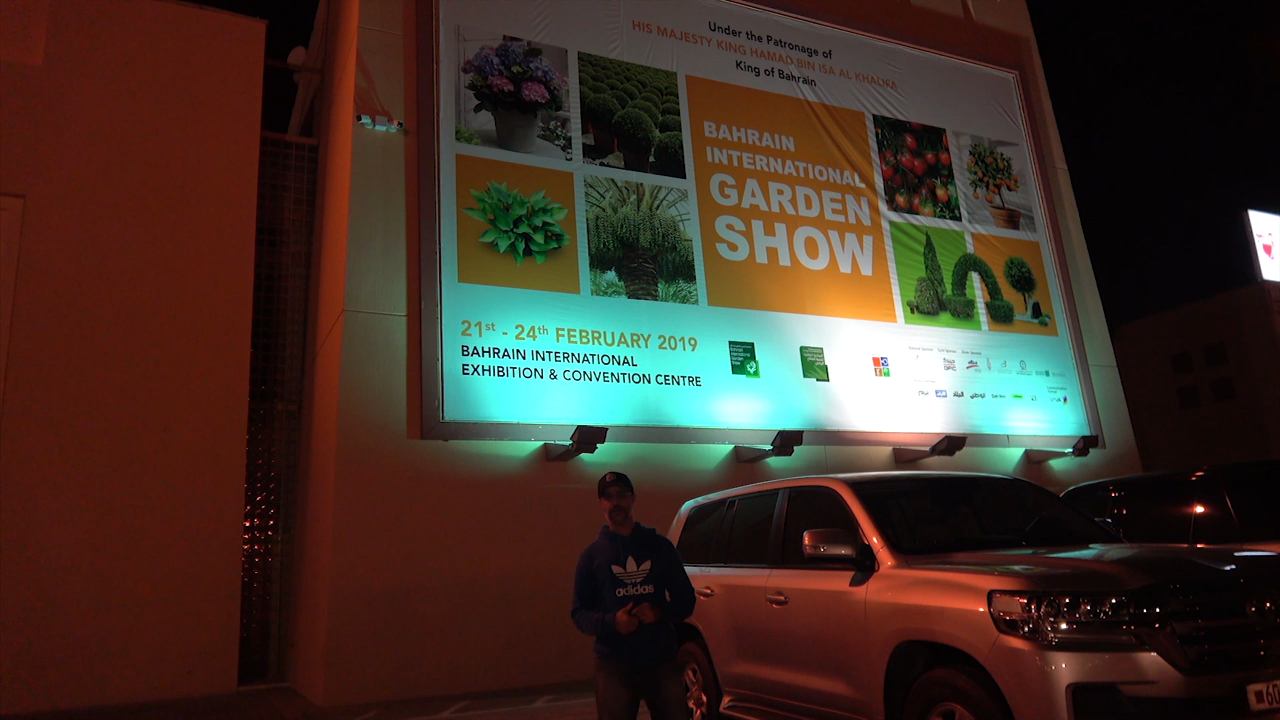 Under the Patronage of
HIS MAJESTY KING HAMAD BIN ISA AL KHALIFA
King of Bahrain
BAHRAIN
INTERNATIONAL
GARDEN
SHOW
21st - 24th FEBRUARY 2019
BAHRAIN INTERNATIONAL
EXHIBITION & CONVENTION CENTRE
adidas